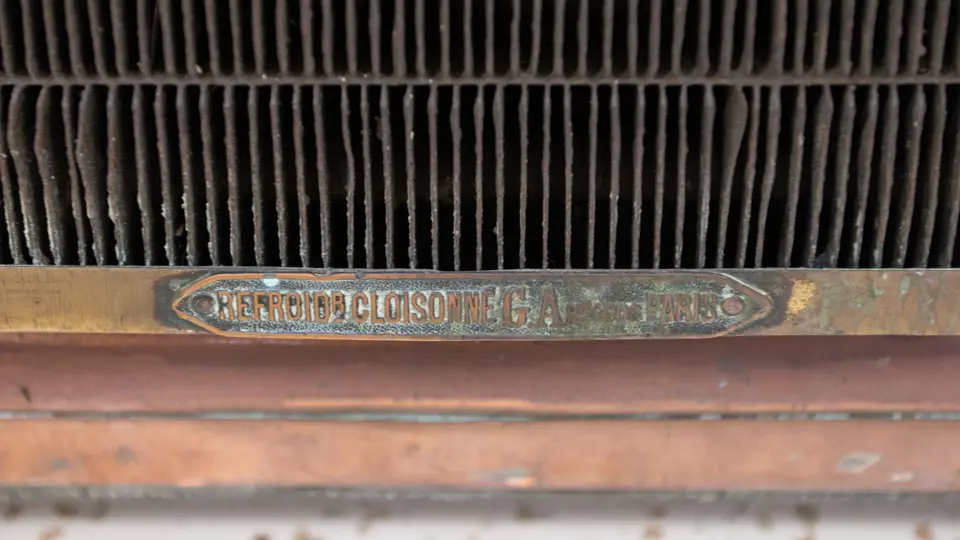 REFROIDR CLOISONNE G A PARIS